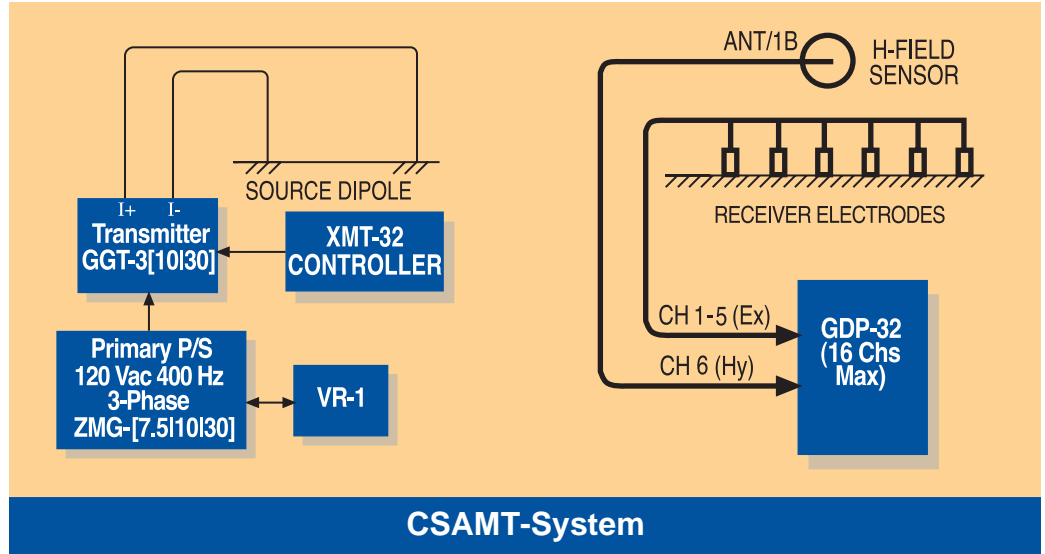 ANT/1B
H-FIELD
SENSOR
SOURCE DIPOLE
I+ I-
Transmitter
GGT-3[10|30]
XMT-32
CONTROLLER
Primary P/S
120 Vac 400 Hz
3-Phase
ZMG-[7.5|10|30]
VR-1
RECEIVER ELECTRODES
CH 1-5 (Ex)
CH 6 (Hy)
GDP-32
(16 Chs
Max)
CSAMT-System